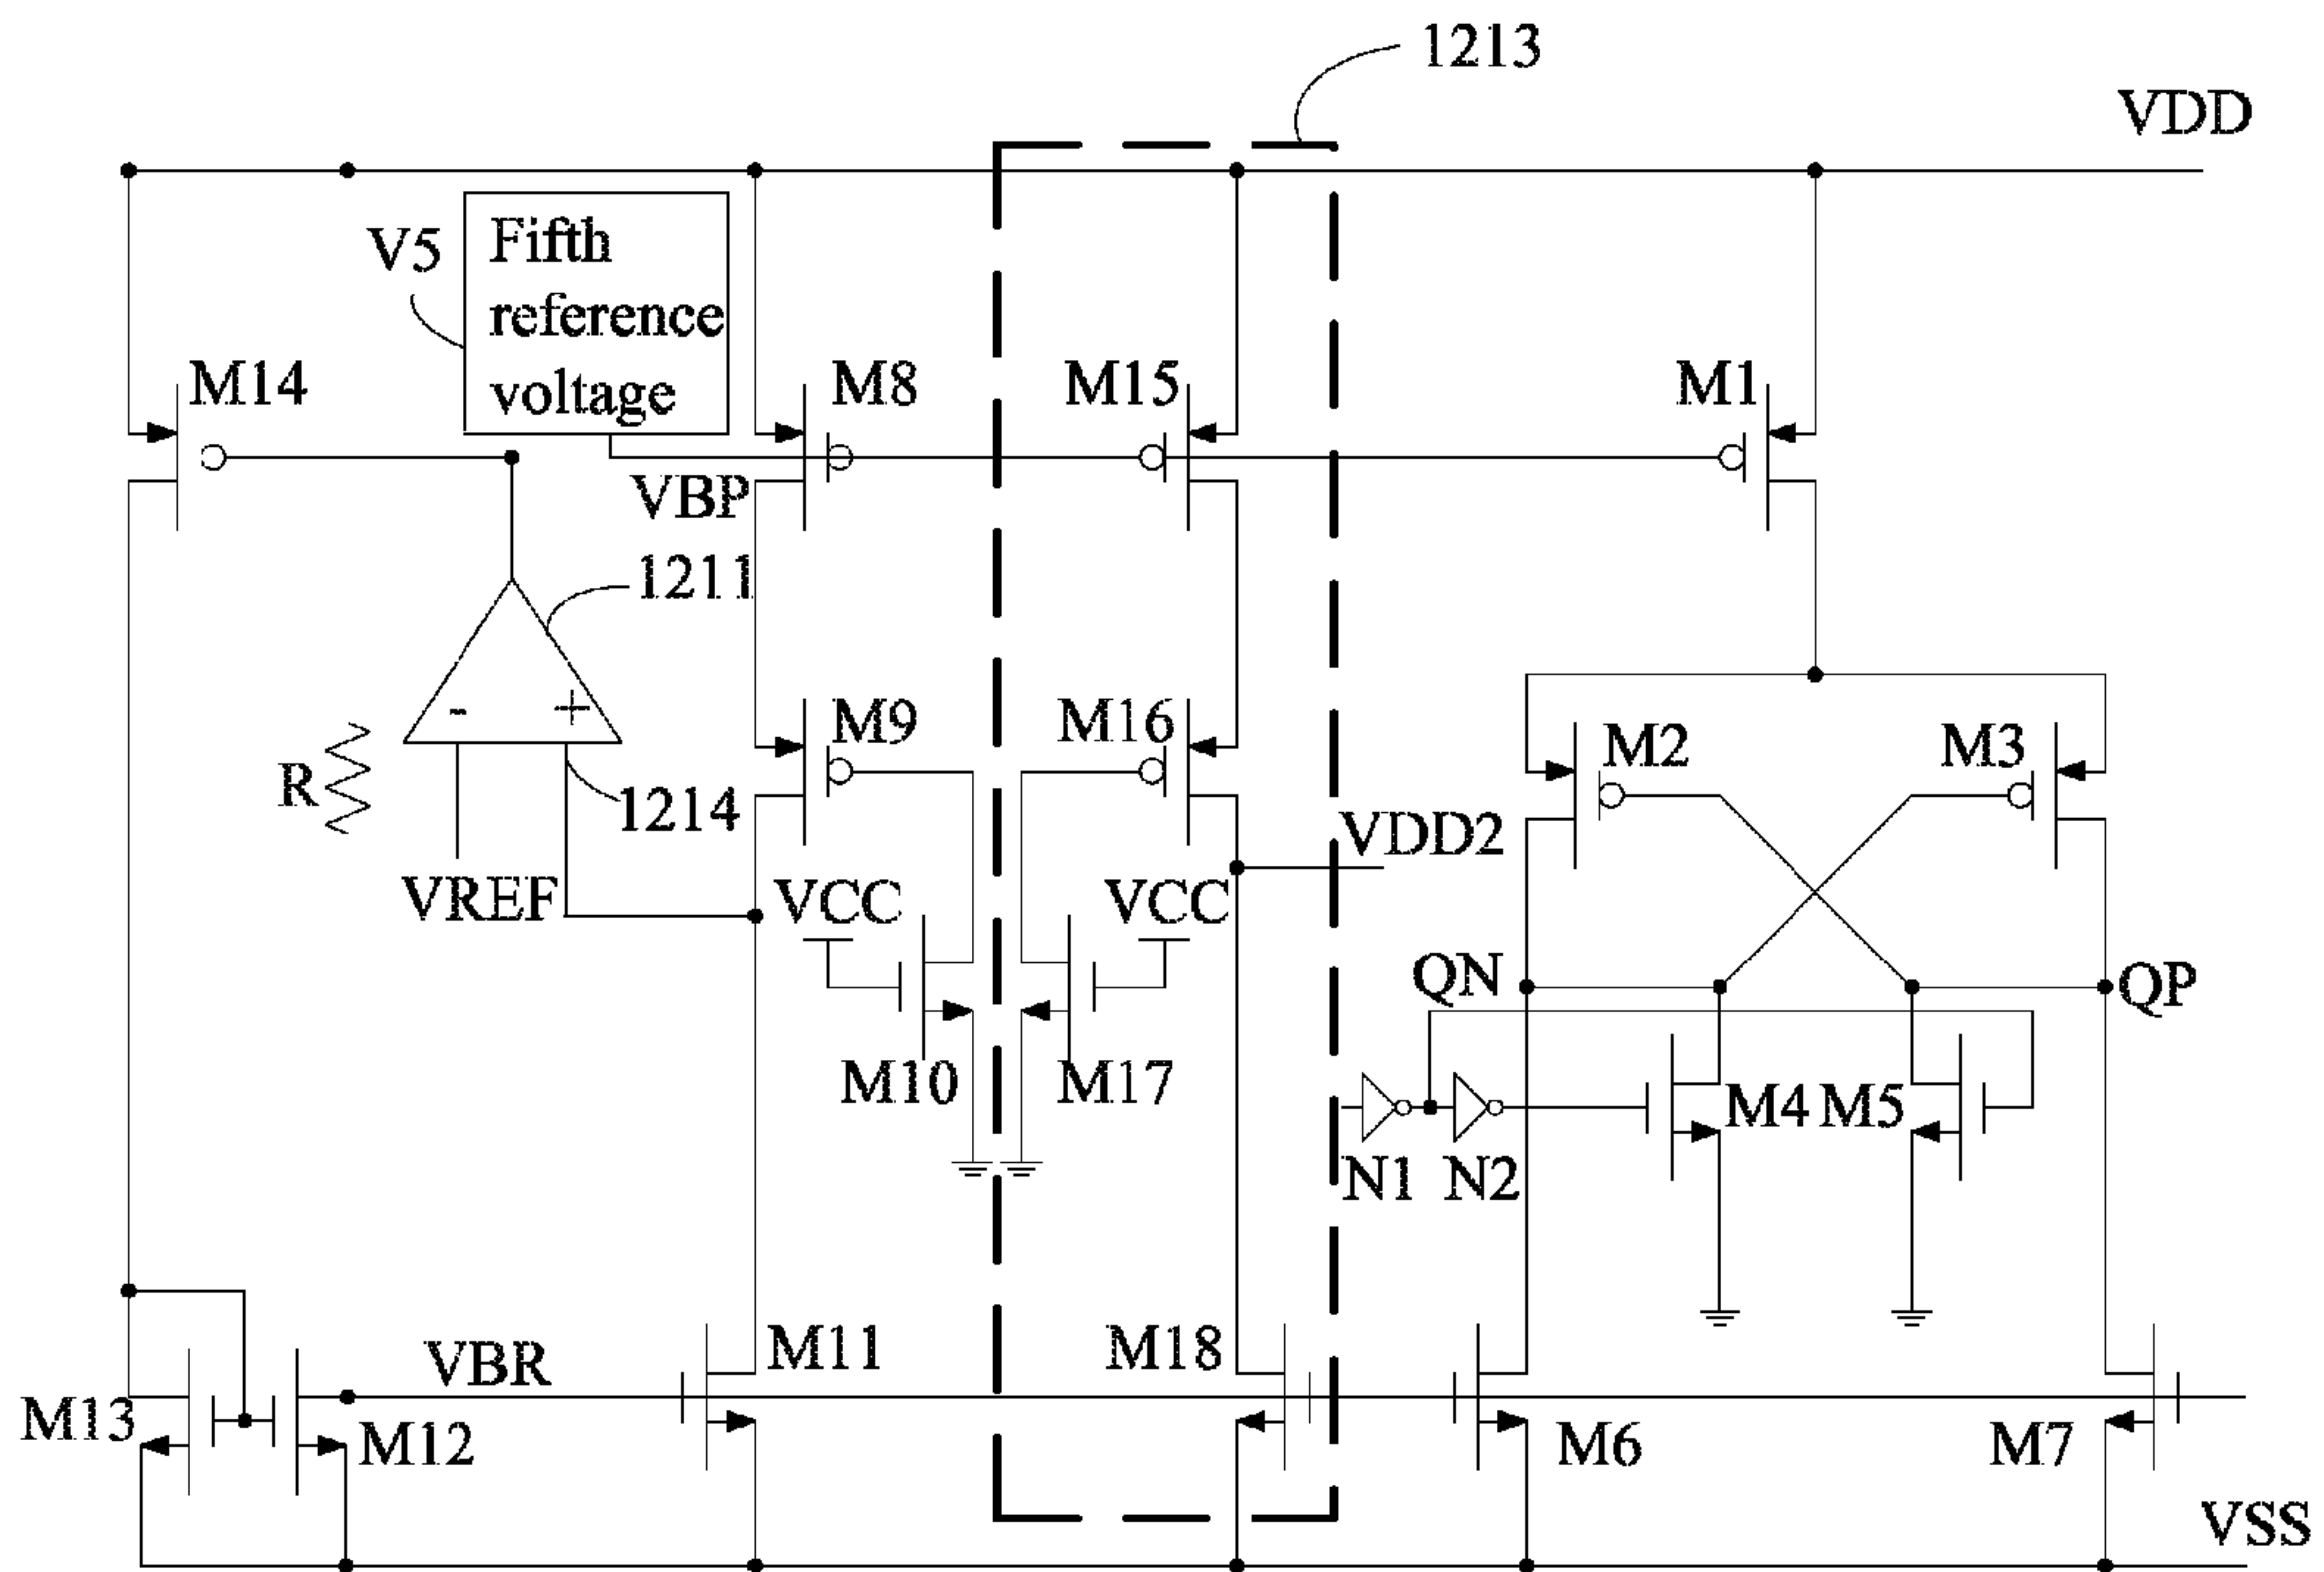 1213
VDD
V5
Fifth
reference
voltage
M14
M8
M15
M1
VBP
1211
- +
M9
M16
M2
M3
R
1214
VDD2
VREF
VCC
VCC
QN
QP
M10
M17
M4
M5
N1
N2
M11
M18
VBR
M13
M12
M6
M7
VSS